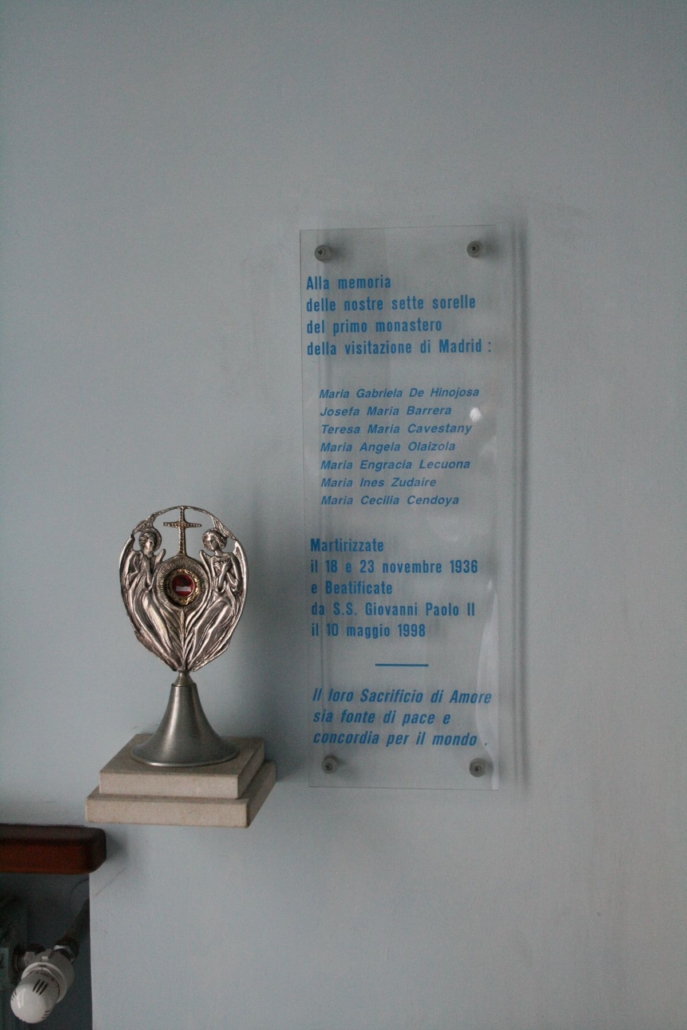 Alla memoria
delle nostre sette sorelle
del primo monastero
della visitazione di Madrid :
Maria Gabriela De Hinojosa
Josefa Maria Barrera
Teresa Maria Cavestany
Maria Angela Olaizola
Maria Engracia Lecuona
Maria Ines Zudaire
Maria Cecilia Cendoya
Martirizzate
il 18 e 23 novembre 1936
e Beatificate
da S.S. Giovanni Paolo II
il 10 maggio 1998
Il loro Sacrificio di Amore
sia fonte di pace e
concordia per il mondo .